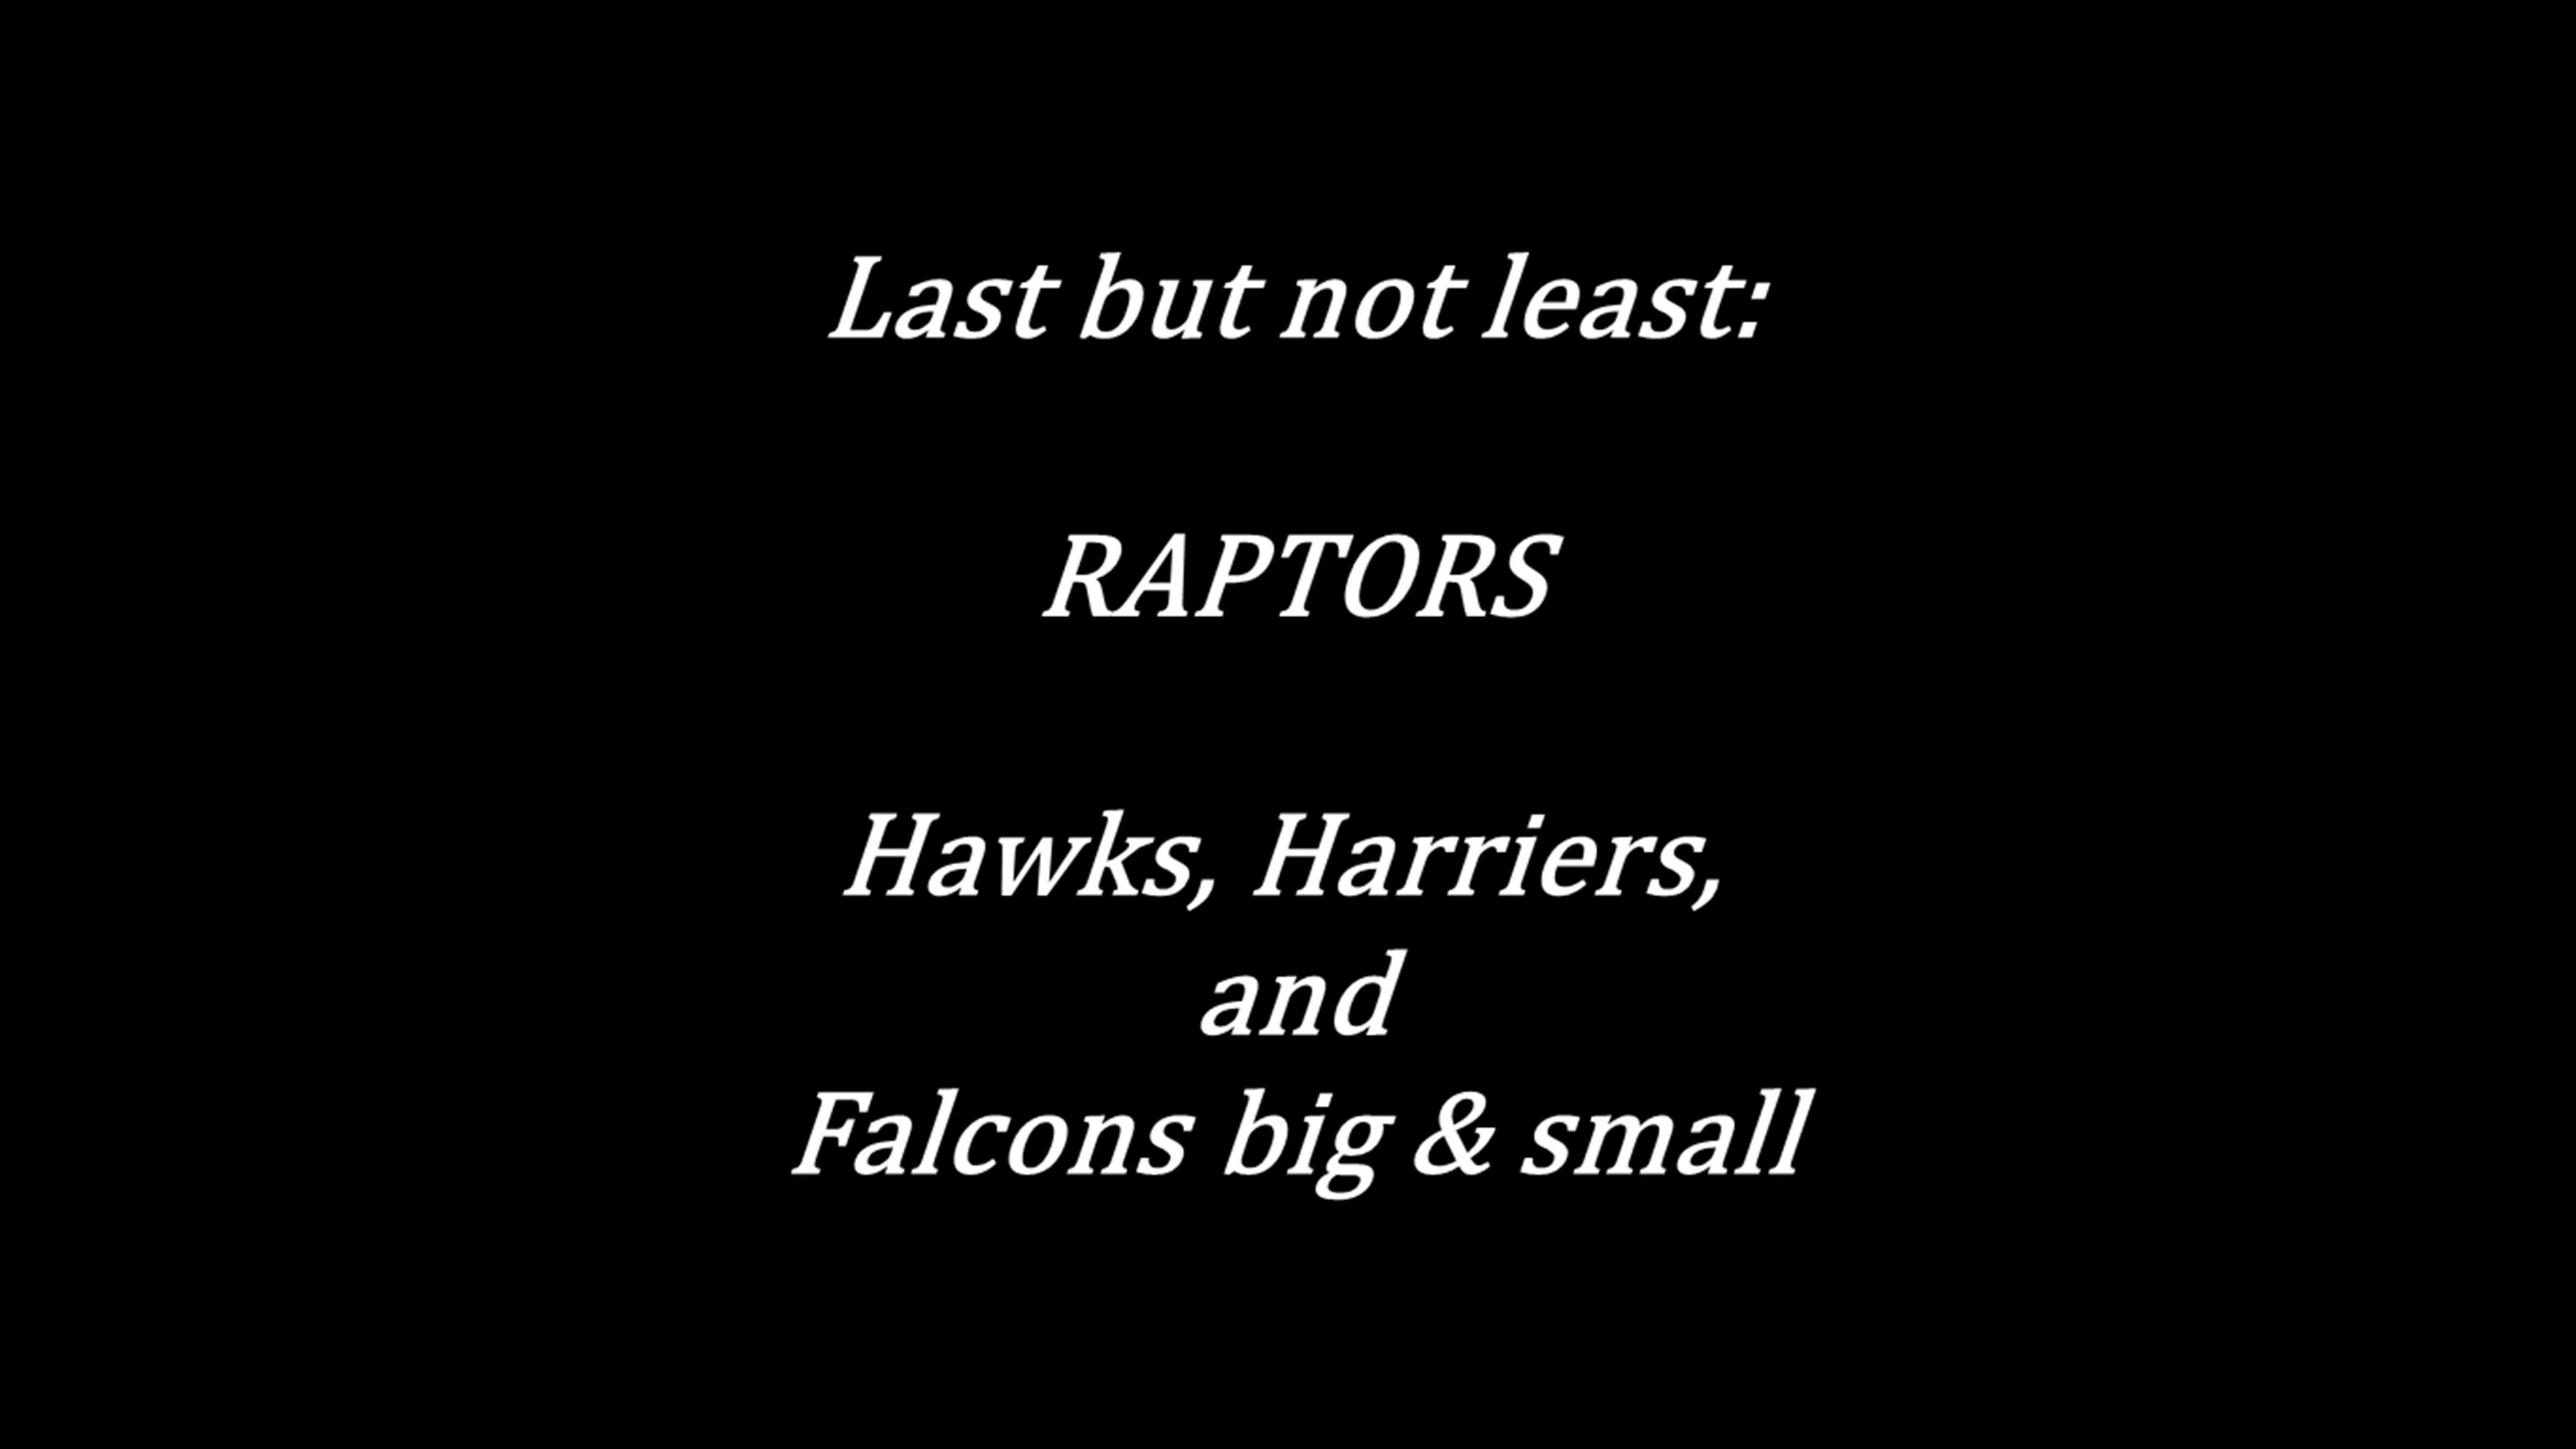 Last but not least:
RAPTORS
Hawks, Harriers,
and
Falcons big & small